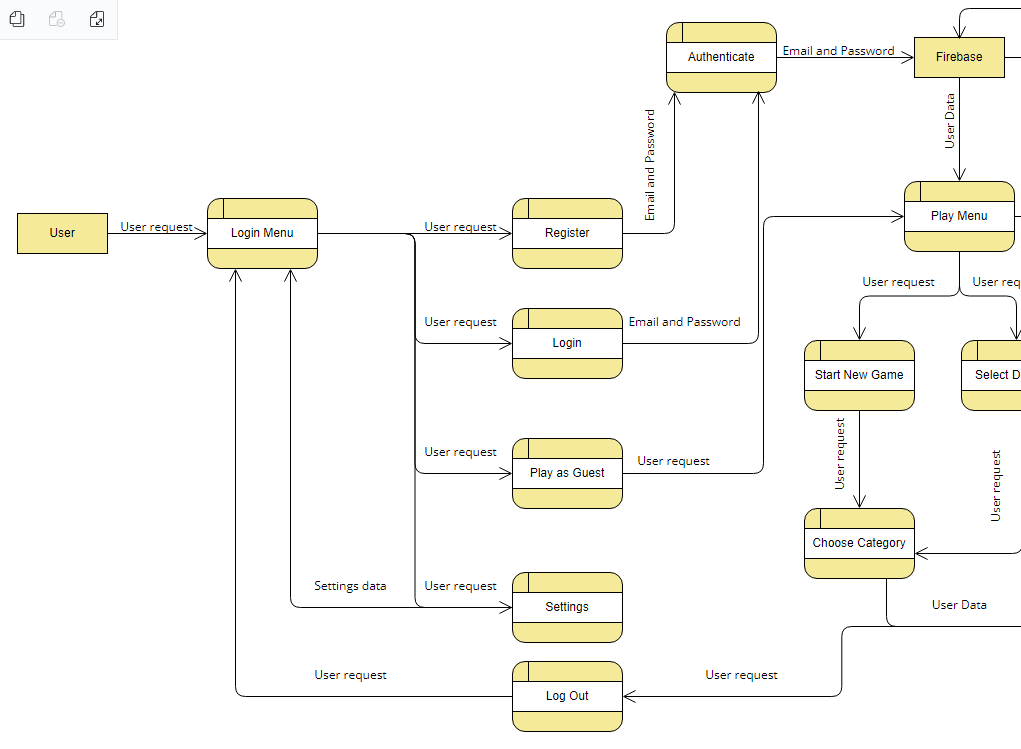 Authenticate
Email and Password
Firebase
Email and Password
User Data
User
User request
Login Menu
User request
Register
Play Menu
User request
User req
User request
Login
Email and Password
Start New Game
Select D
User request
Play as Guest
User request
User request
User request
Choose Category
Settings data
User request
Settings
User Data
User request
Log Out
User request